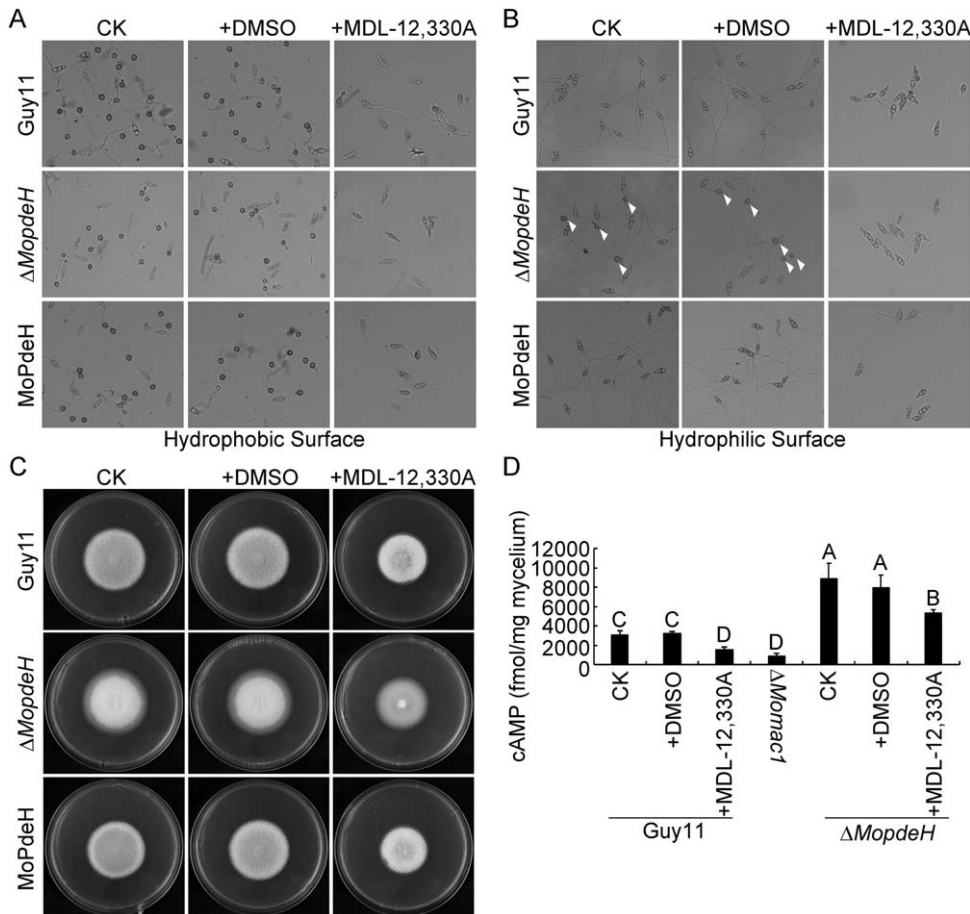 A
CK
+DMSO
+MDL-12,330A
Guy11
ΔMopdeH
MoPdeH
Hydrophobic Surface
B
CK
+DMSO
+MDL-12,330A
Guy11
ΔMopdeH
MoPdeH
Hydrophilic Surface
C
CK
+DMSO
+MDL-12,330A
Guy11
ΔMopdeH
MoPdeH
D
cAMP (fmol/mg mycelium)
12000
10000
8000
6000
4000
2000
0
C
C
D
D
A
A
B
CK
+DMSO
+MDL-12,330A
ΔMomac1
CK
+DMSO
+MDL-12,330A
Guy11
ΔMopdeH